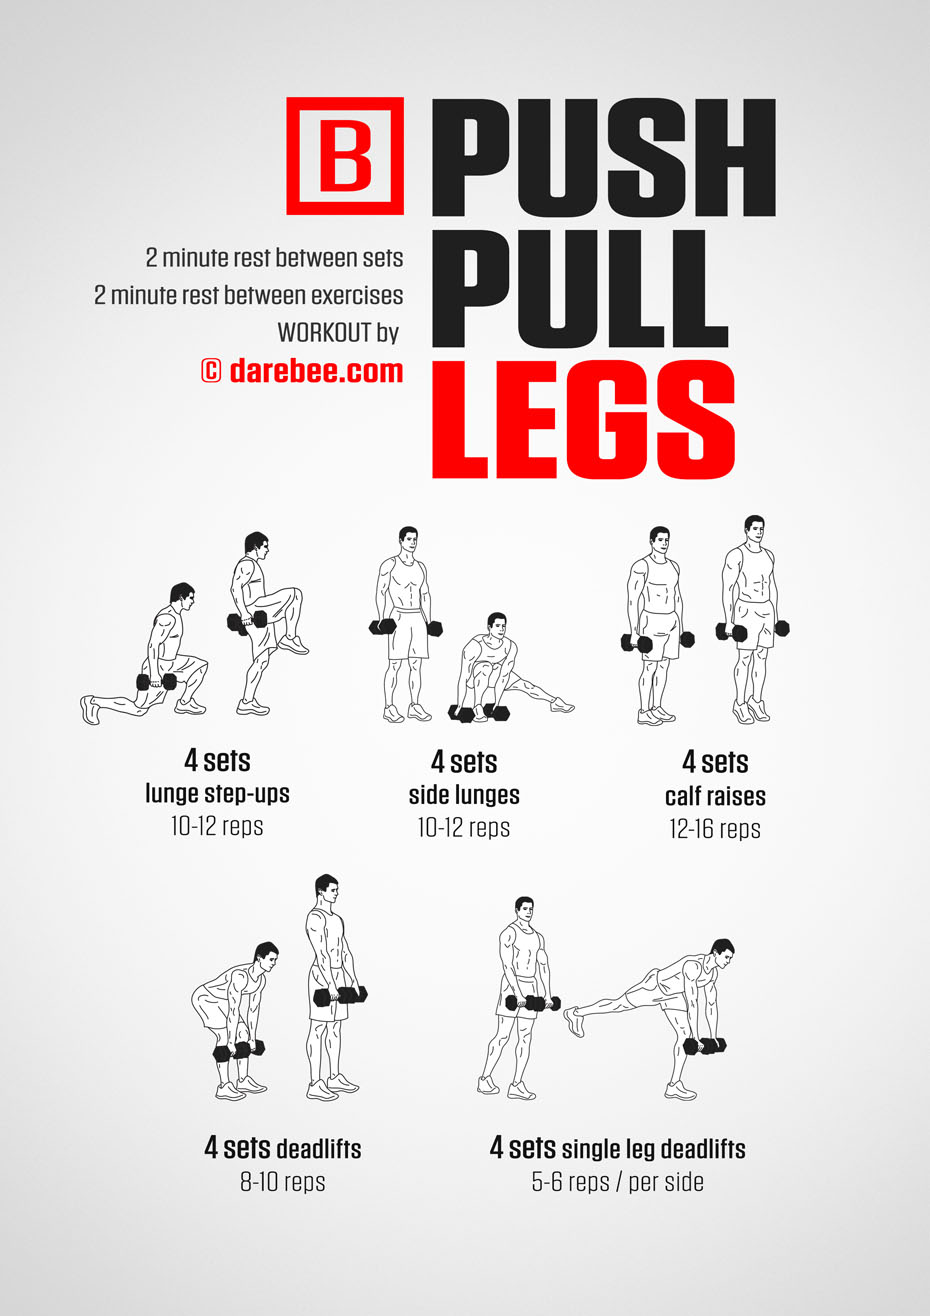 B
PUSH
PULL
LEGS
2 minute rest between sets
2 minute rest between exercises
WORKOUT by
© darebee.com
4 sets
lunge step-ups
10-12 reps
4 sets
side lunges
10-12 reps
4 sets
calf raises
12-16 reps
4 sets deadlifts
8-10 reps
4 sets single leg deadlifts
5-6 reps / per side